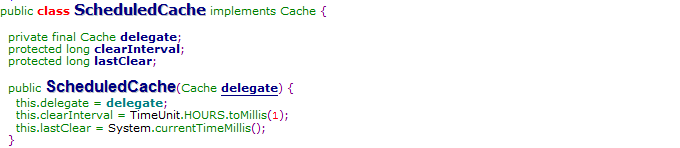 public class ScheduledCache implements Cache {
private final Cache delegate;
protected long clearInterval;
protected long lastClear;
public ScheduledCache(Cache delegate) {
this.delegate = delegate;
this.clearInterval = TimeUnit.HOURS.toMillis(1);
this.lastClear = System.currentTimeMillis();
}